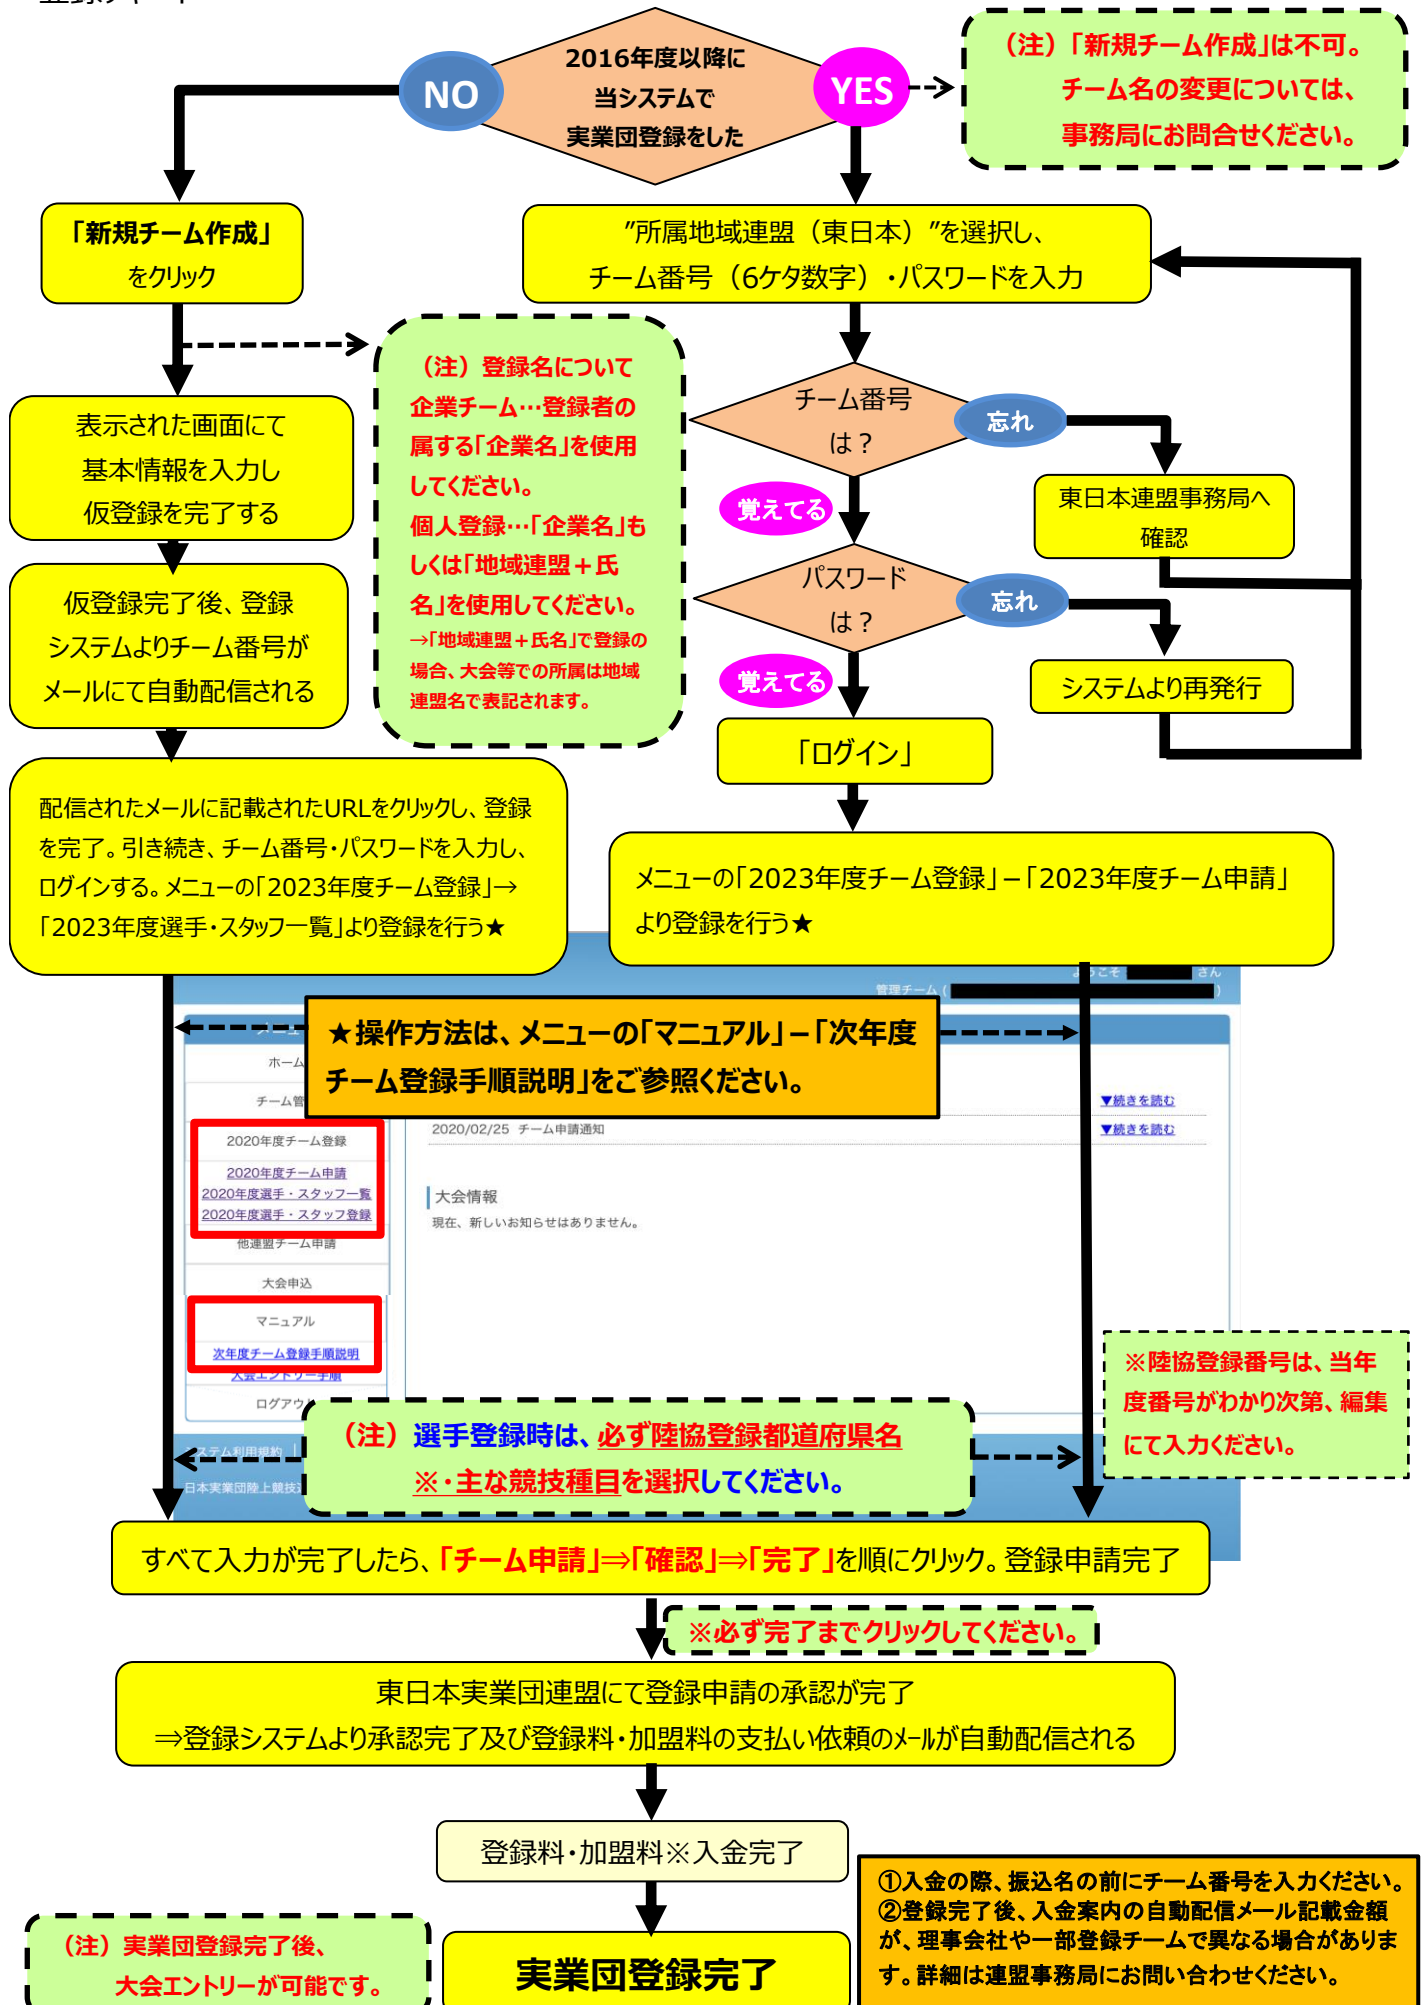 2016年度以降に
当システムで
実業団登録をした
NO
YES
（注）「新規チーム作成」は不可。
チーム名の変更については、
事務局にお問合せください。
「新規チーム作成」
をクリック
”所属地域連盟（東日本）”を選択し、
チーム番号（6ケタ数字）・パスワードを入力
（注）登録名について
企業チーム…登録者の
属する「企業名」を使用
してください。
個人登録…「企業名」も
しくは「地域連盟＋氏
名」を使用してください。
→「地域連盟＋氏名」で登録の
場合、大会等での所属は地域
連盟名で表記されます。
チーム番号
は？
忘れ
覚えてる
東日本連盟事務局へ
確認
パスワード
は？
忘れ
覚えてる
システムより再発行
「ログイン」
表示された画面にて
基本情報を入力し
仮登録を完了する
仮登録完了後、登録
システムよりチーム番号が
メールにて自動配信される
配信されたメールに記載されたURLをクリックし、登録
を完了。引き続き、チーム番号・パスワードを入力し、
ログインする。メニューの「2023年度チーム登録」→
「2023年度選手・スタッフ一覧」より登録を行う★
メニューの「2023年度チーム登録」－「2023年度チーム申請」
より登録を行う★
さん
管理チーム（ ）
★操作方法は、メニューの「マニュアル」－「次年度
チーム登録手順説明」をご参照ください。
ホーム
チーム管
2020年度チーム登録
2020年度チーム申請
2020年度選手・スタッフ一覧
2020年度選手・スタッフ登録
他連盟チーム申請
大会申込
マニュアル
次年度チーム登録手順説明
大会エントリー手順
ログアウ
▼続きを読む
2020/02/25 チーム申請通知
▼続きを読む
大会情報
現在、新しいお知らせはありません。
※陸協登録番号は、当年
度番号がわかり次第、編集
にて入力ください。
（注）選手登録時は、必ず陸協登録都道府県名
※・主な競技種目を選択してください。
ステム利用規約
日本実業団陸上競技
すべて入力が完了したら、「チーム申請」⇒「確認」⇒「完了」を順にクリック。登録申請完了
※必ず完了までクリックしてください。
東日本実業団連盟にて登録申請の承認が完了
⇒登録システムより承認完了及び登録料・加盟料の支払い依頼のメールが自動配信される
登録料・加盟料※入金完了
実業団登録完了
（注）実業団登録完了後、
大会エントリーが可能です。
①入金の際、振込名の前にチーム番号を入力ください。
②登録完了後、入金案内の自動配信メール記載金額
が、理事会社や一部登録チームで異なる場合がありま
す。詳細は連盟事務局にお問い合わせください。